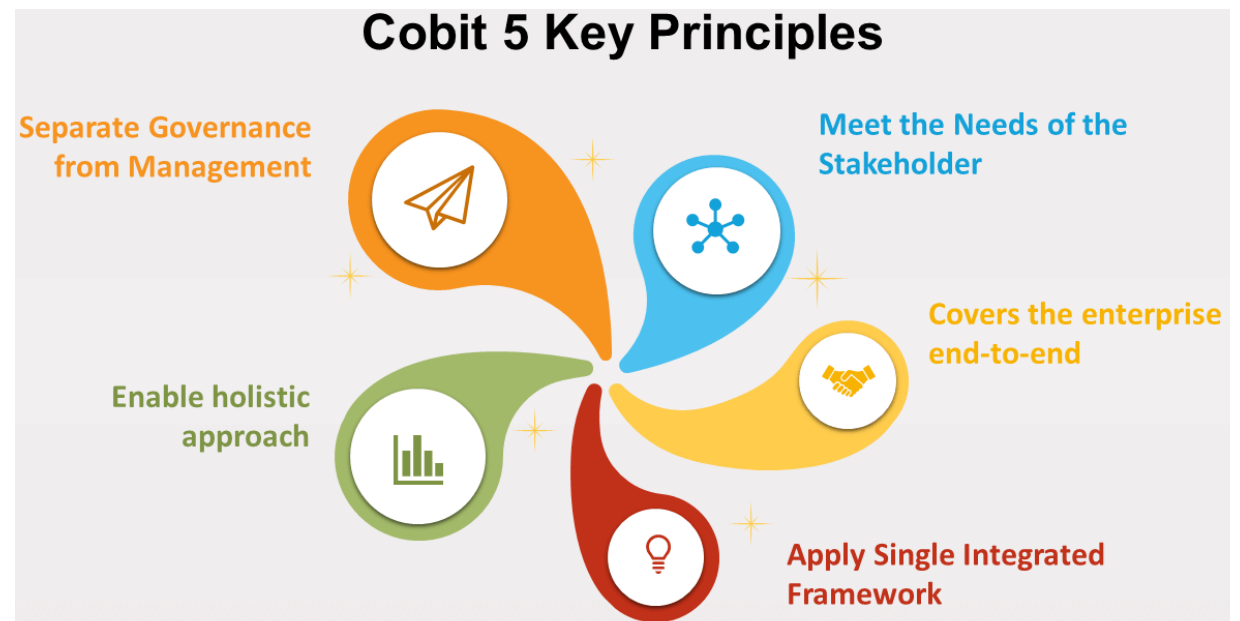 Cobit 5 Key Principles
Separate Governance
from Management
Meet the Needs of the
Stakeholder
Covers the enterprise
end-to-end
Enable holistic
approach
Apply Single Integrated
Framework